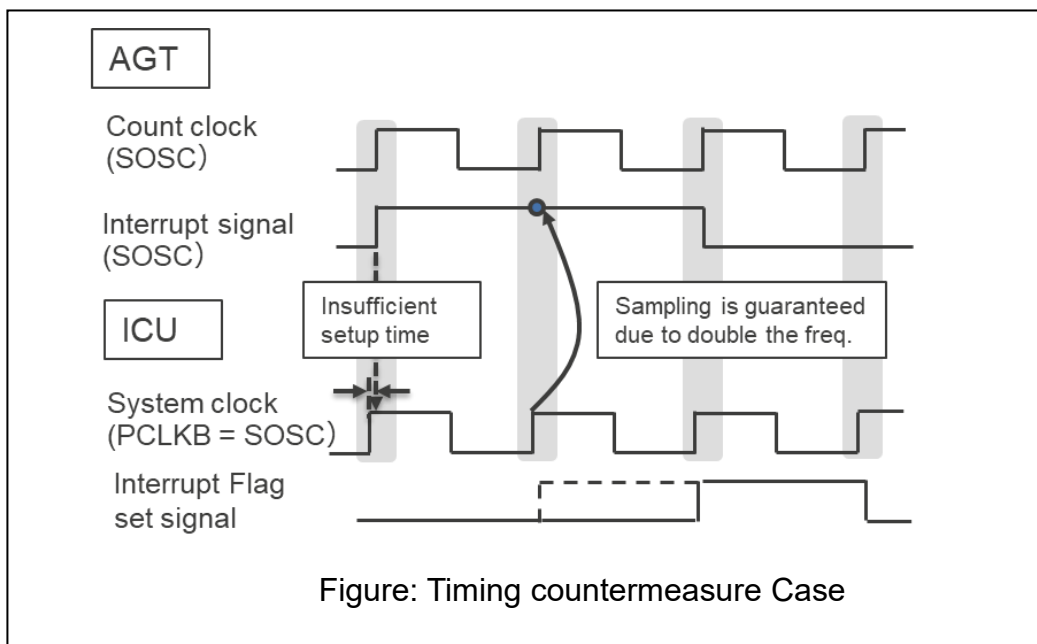 AGT
Count clock
(SOSC)
Interrupt signal
(SOSC)
Insufficient
setup time
Sampling is guaranteed
due to double the freq.
ICU
System clock
(PCLKB = SOSC)
Interrupt Flag
set signal
Figure: Timing countermeasure Case